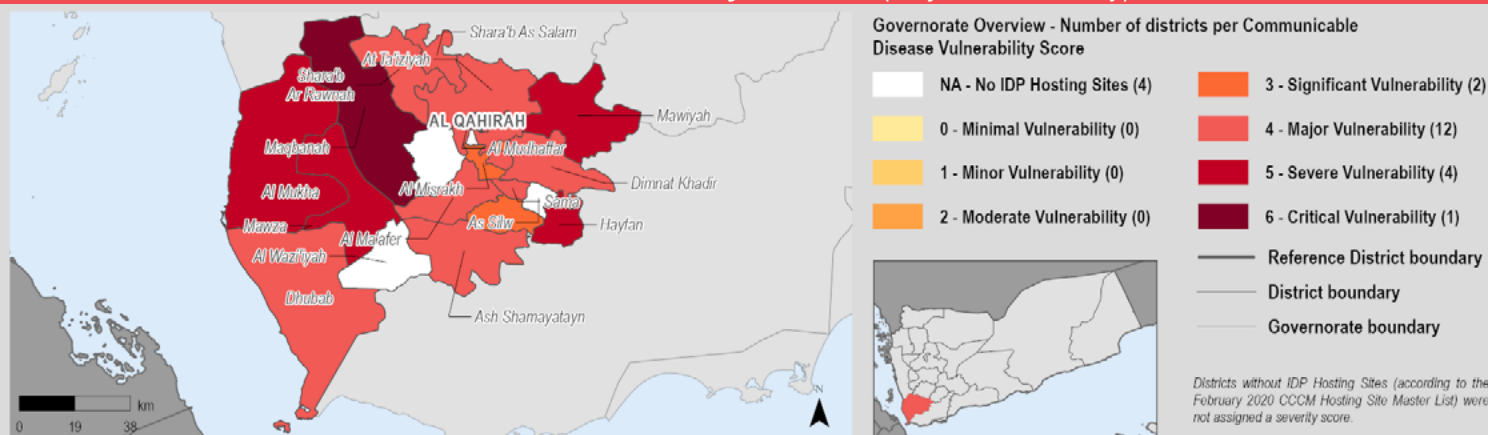 Shara'b As Salam
At Ta'iziyah
Shara'b
Ar Rawnah
Mawiyah
AL QAHIRAH
Maqbanah
Al Mudhaffar
Dimnat Khadir
Al Misrakh
Al Mukha
Sama
As Silw
Hayfan
Mawza
Al Ma'afer
Al Wazi'iyah
Dhubab
Ash Shamayatayn
km
0 19 38
N
Governorate Overview - Number of districts per Communicable
Disease Vulnerability Score
NA - No IDP Hosting Sites (4)
0 - Minimal Vulnerability (0)
1 - Minor Vulnerability (0)
2 - Moderate Vulnerability (0)
3 - Significant Vulnerability (2)
4 - Major Vulnerability (12)
5 - Severe Vulnerability (4)
6 - Critical Vulnerability (1)
Reference District boundary
District boundary
Governorate boundary
Districts without IDP Hosting Sites (according to the
February 2020 CCCM Hosting Site Master List) were
not assigned a severity score.